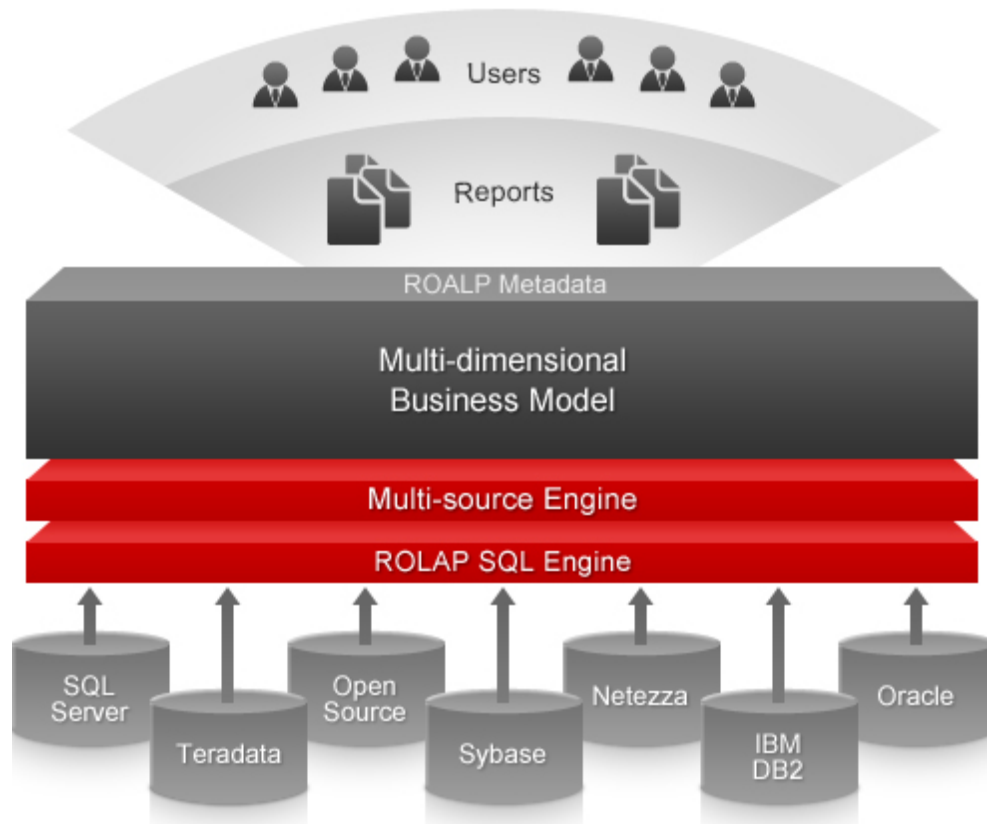 Users
Reports
ROALP Metadata
Multi-dimensional
Business Model
Multi-source Engine
ROLAP SQL Engine
SQL
Server
Teradata
Open
Source
Sybase
Netezza
IBM
DB2
Oracle